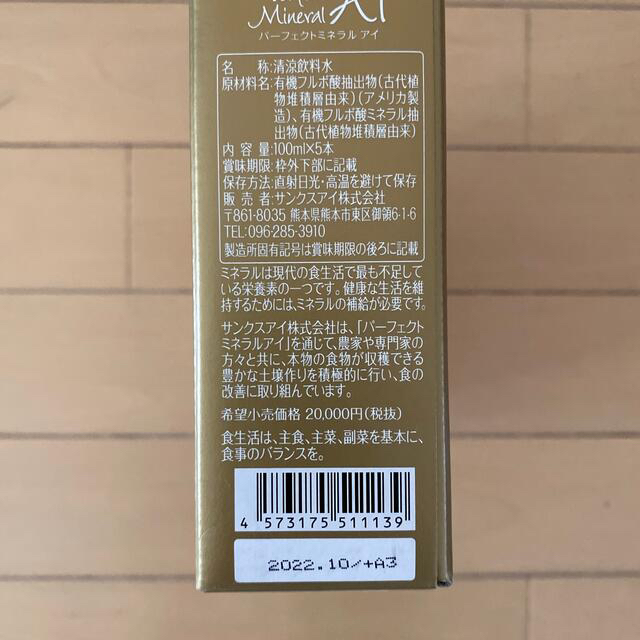 Mineral AI
パーフェクトミネラル アイ
名　　称:清涼飲料水
原材料名:有機フルボ酸抽出物(古代植
物堆積層由来)(アメリカ製
造)、有機フルボ酸ミネラル抽
出物(古代植物堆積層由来)
内 容 量:100ml×5本
賞味期限:枠外下部に記載
保存方法:直射日光・高温を避けて保存
販 売 者:サンクスアイ株式会社
〒861-8035 熊本県熊本市東区御領6-1-6
TEL:096-285-3910
製造所固有記号は賞味期限の後ろに記載
ミネラルは現代の食生活で最も不足して
いる栄養素の一つです。健康な生活を維
持するためには、ミネラルの補給が必要です。
サンクスアイ株式会社は、「パーフェクト
ミネラルアイ」を通じて、農家や専門家の
方々と共に、本物の食物が収穫できる
豊かな土壌作りを積極的に行い、食の
改善に取り組んでいます。
希望小売価格 20,000円(税抜)
食生活は、主食、主菜、副菜を基本に、
食事のバランスを。
4 573175 511139
2022.10/+A3